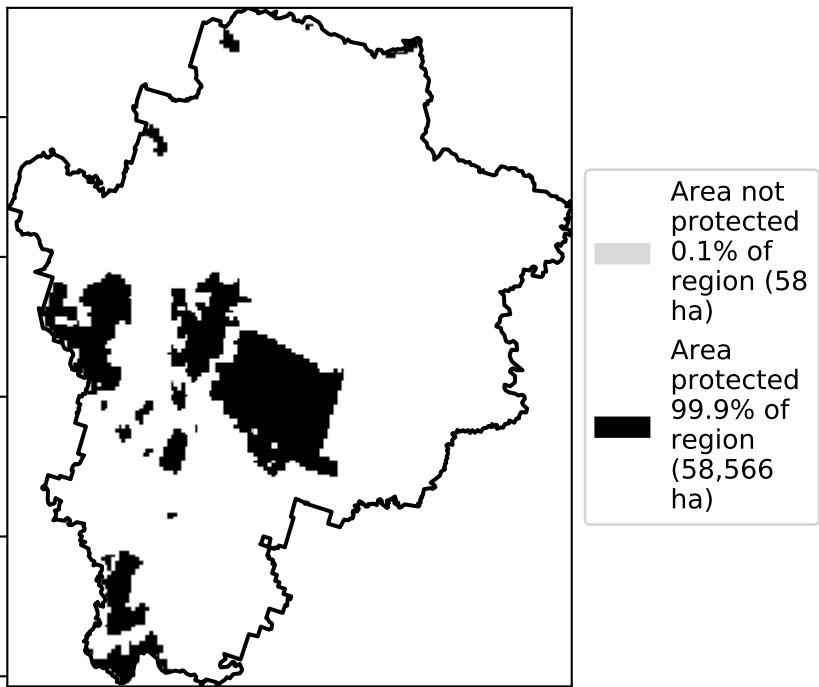 Area not
protected
0.1% of
region (58
ha)
Area
protected
99.9% of
region
(58,566
ha)